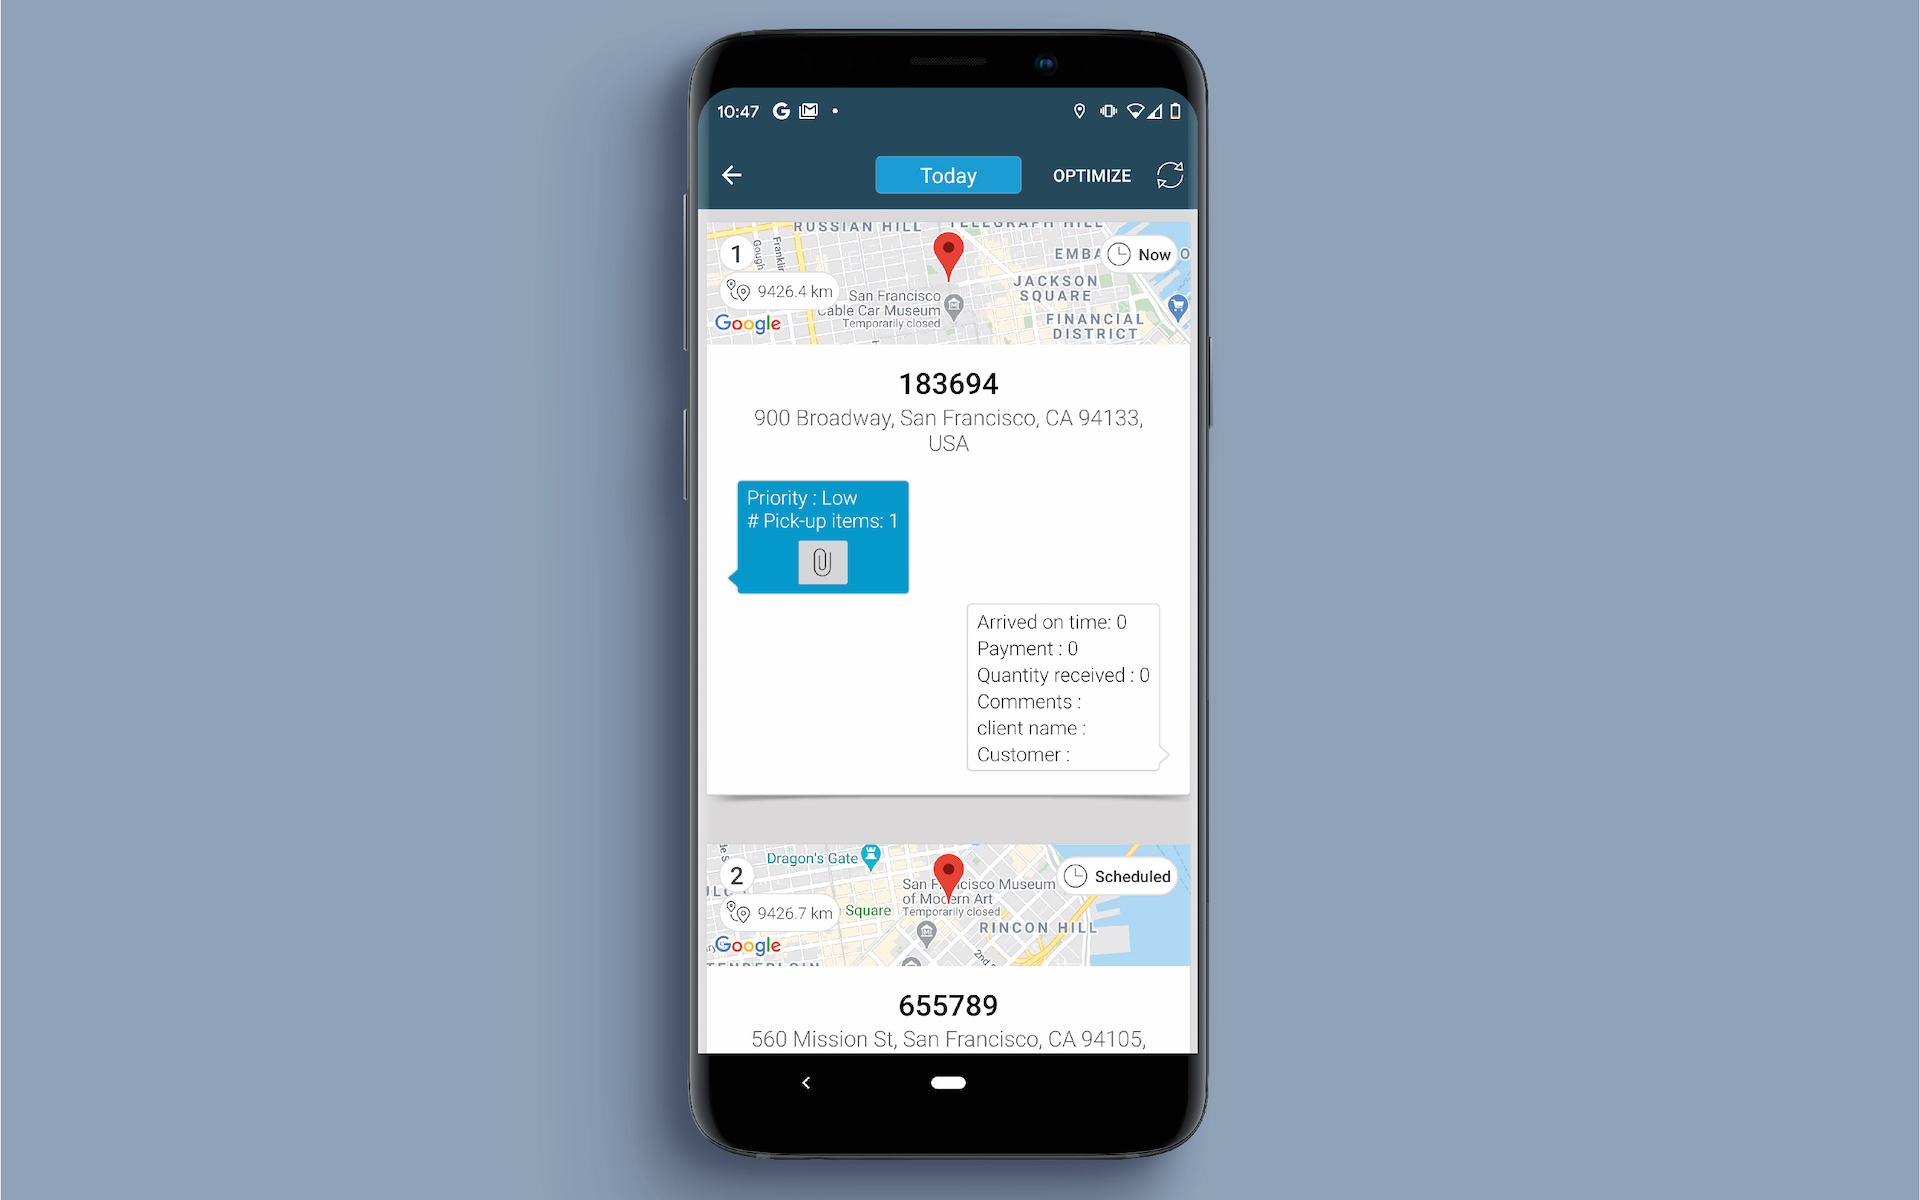 10:47
Today
OPTIMIZE
RUSSIAN HILL
TELEGRAPH HILL
1
Gough
Franklin
EMBA
Now
O
9426.4 km
JACKSON
SQUARE
San Francisco
Cable Car Museum
Temporarily closed
FINANCIAL
DISTRICT
Google
183694
900 Broadway, San Francisco, CA 94133,
USA
Priority : Low
# Pick-up items: 1
Arrived on time: 0
Payment : 0
Quantity received : 0
Comments :
client name :
Customer :
Dragon's Gate
2
Scheduled
San Francisco Museum
of Modern Art
Temporarily closed
9426.7 km
Square
RINCON HILL
Google
2nd
TENDERLOIN
655789
560 Mission St, San Francisco, CA 94105,